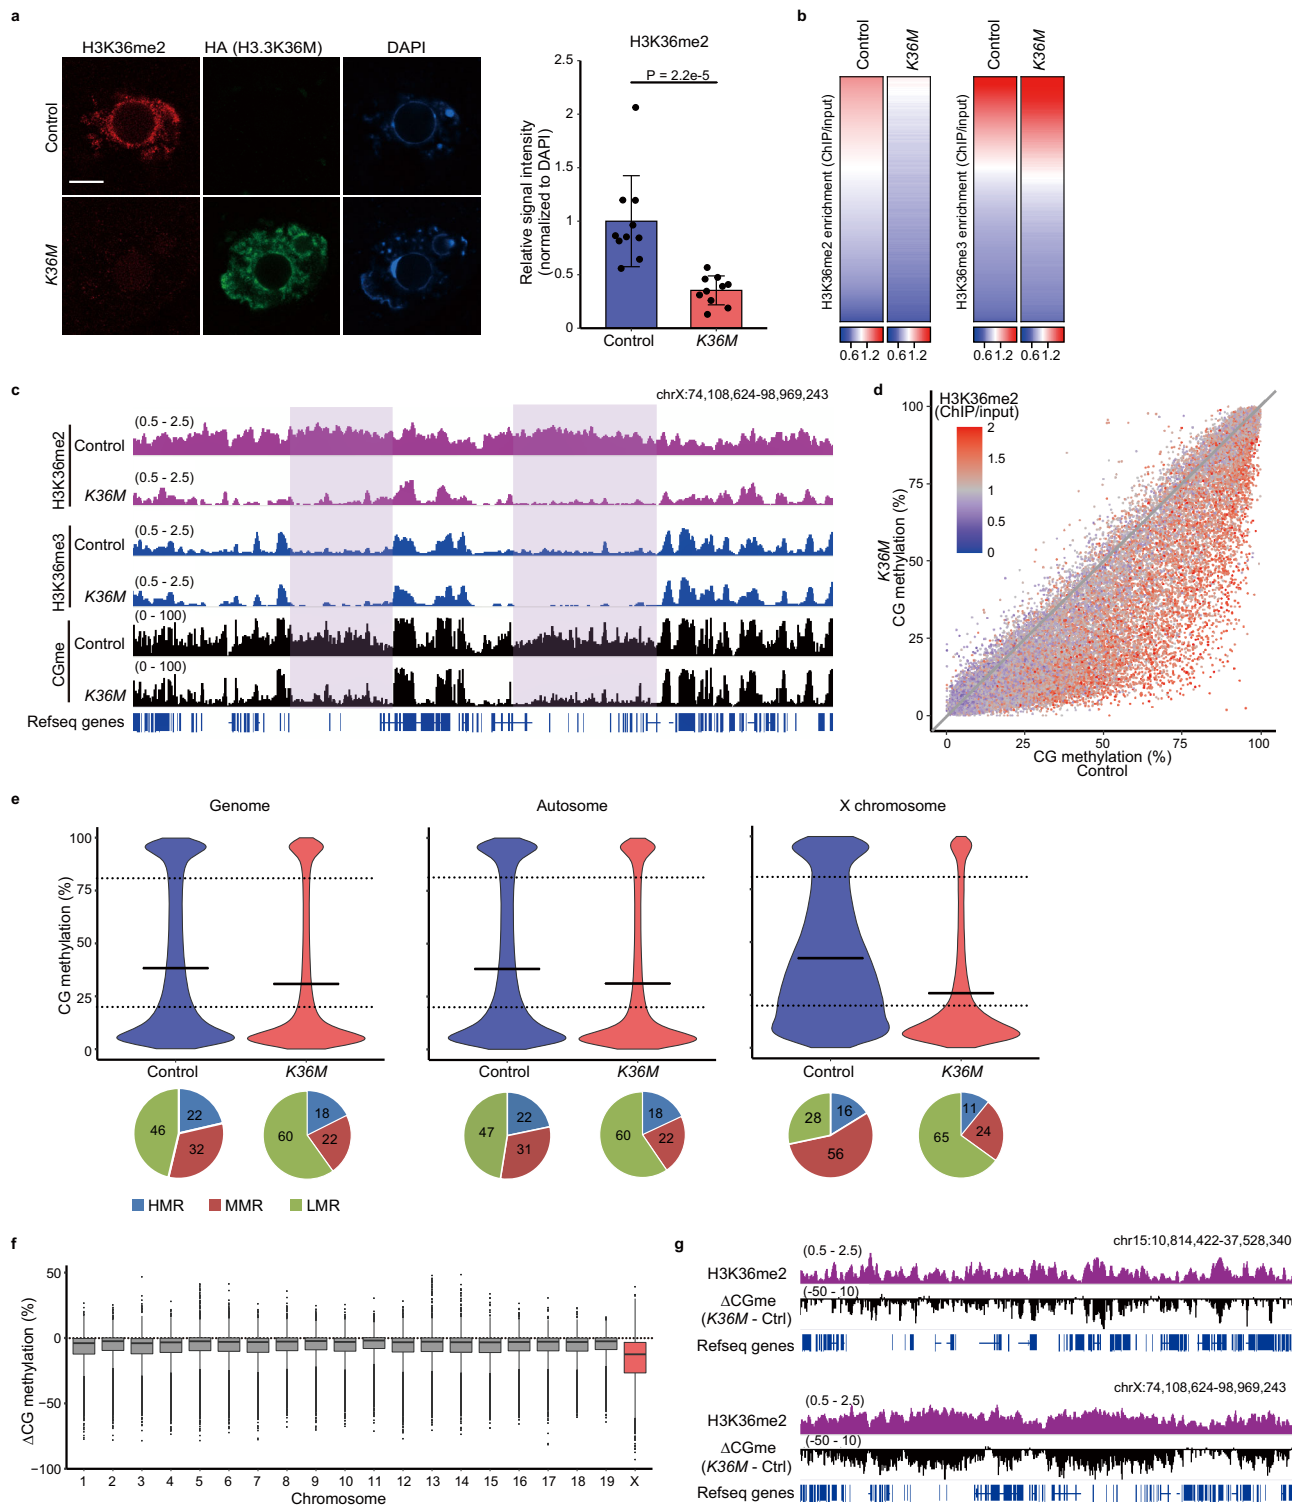 a
H3K36me2
HA (H3.3K36M)
DAPI
Control
K36M
H3K36me2
P = 2.2e-5
Relative signal intensity
(normalized to DAPI)
2.5
2
1.5
1
0.5
0
Control
K36M
b
Control
K36M
Control
K36M
H3K36me2 enrichment (ChIP/input)
H3K36me3 enrichment (ChIP/input)
0.6 1.2
0.6 1.2
0.6 1.2
0.6 1.2
c
chrX:74,108,624-98,969,243
H3K36me2
Control
(0.5 - 2.5)
K36M
(0.5 - 2.5)
H3K36me3
Control
(0.5 - 2.5)
K36M
(0.5 - 2.5)
CGme
Control
(0 - 100)
K36M
(0 - 100)
Refseq genes
d
H3K36me2
(ChIP/input)
2
1.5
1
0.5
0
K36M
CG methylation (%)
100
75
50
25
0
0 25 50 75 100
CG methylation (%)
Control
e
Genome
Autosome
X chromosome
CG methylation (%)
100
75
50
25
0
Control
K36M
Control
K36M
Control
K36M
46 22 32
60 18 22
47 22 31
60 18 22
28 16 56
65 11 24
HMR
MMR
LMR
f
ΔCG methylation (%)
50
0
−50
−100
1 2 3 4 5 6 7 8 9 10 11 12 13 14 15 16 17 18 19 X
Chromosome
g
chr15:10,814,422-37,528,340
H3K36me2
(0.5 - 2.5)
ΔCGme
(K36M - Ctrl)
(-50 - 10)
Refseq genes
chrX:74,108,624-98,969,243
H3K36me2
(0.5 - 2.5)
ΔCGme
(K36M - Ctrl)
(-50 - 10)
Refseq genes